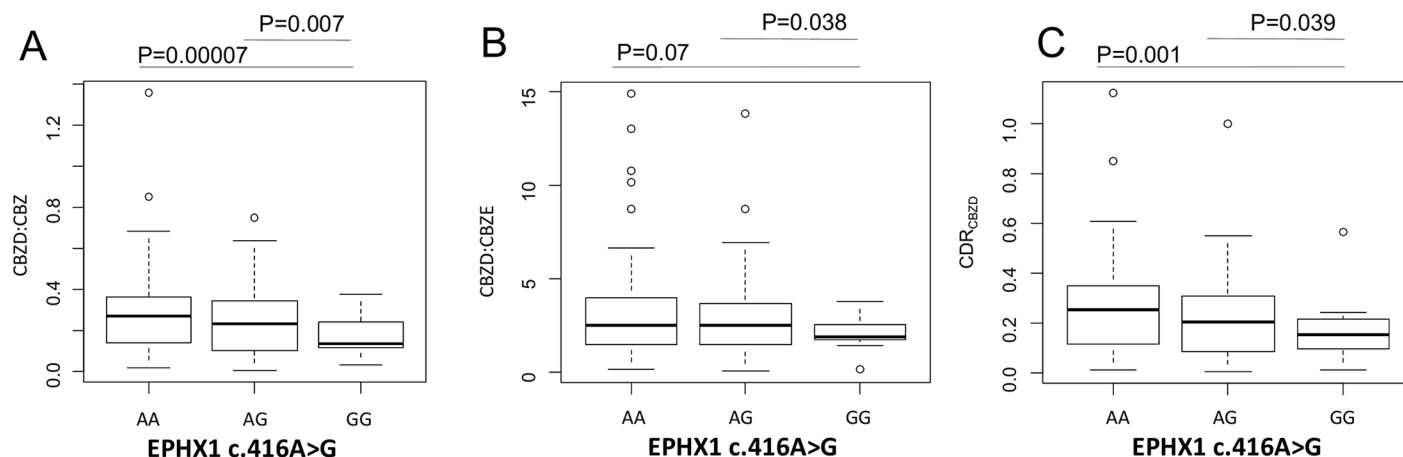 A
P=0.007
P=0.00007
CBZD:CBZ
1.2
0.8
0.4
0.0
AA AG GG
EPHX1 c.416A>G
B
P=0.038
P=0.07
CBZD:CBZE
15
10
5
0
AA AG GG
EPHX1 c.416A>G
C
P=0.039
P=0.001
CDRCBZD
1.0
0.8
0.6
0.4
0.2
0.0
AA AG GG
EPHX1 c.416A>G